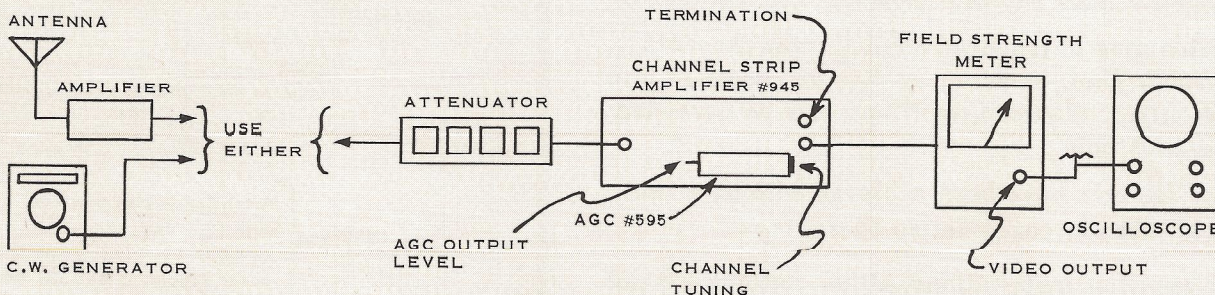 ANTENNA
AMPLIFIER
USE
EITHER
C.W. GENERATOR
ATTENUATOR
TERMINATION
CHANNEL STRIP
AMPLIFIER #945
AGC #595
AGC OUTPUT
LEVEL
CHANNEL
TUNING
FIELD STRENGTH
METER
OSCILLOSCOPE
VIDEO OUTPUT